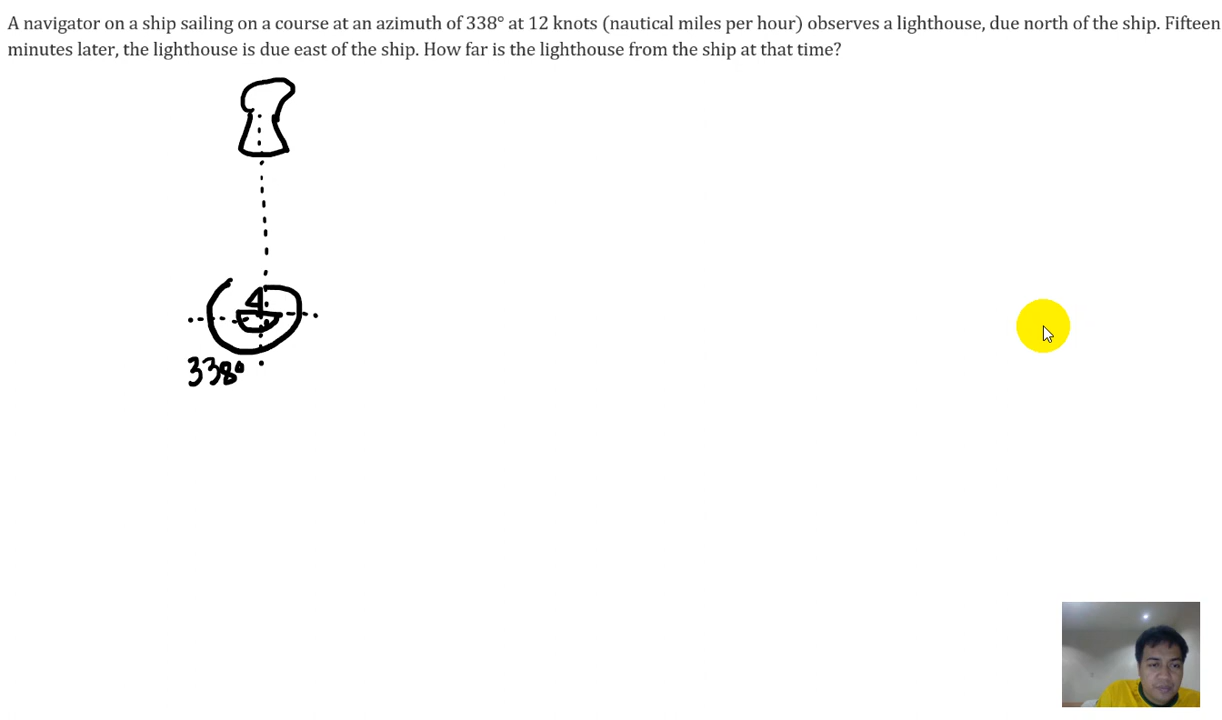 A navigator on a ship sailing on a course at an azimuth of 338° at 12 knots (nautical miles per hour) observes a lighthouse, due north of the ship. Fifteen
minutes later, the lighthouse is due east of the ship. How far is the lighthouse from the ship at that time?
338°